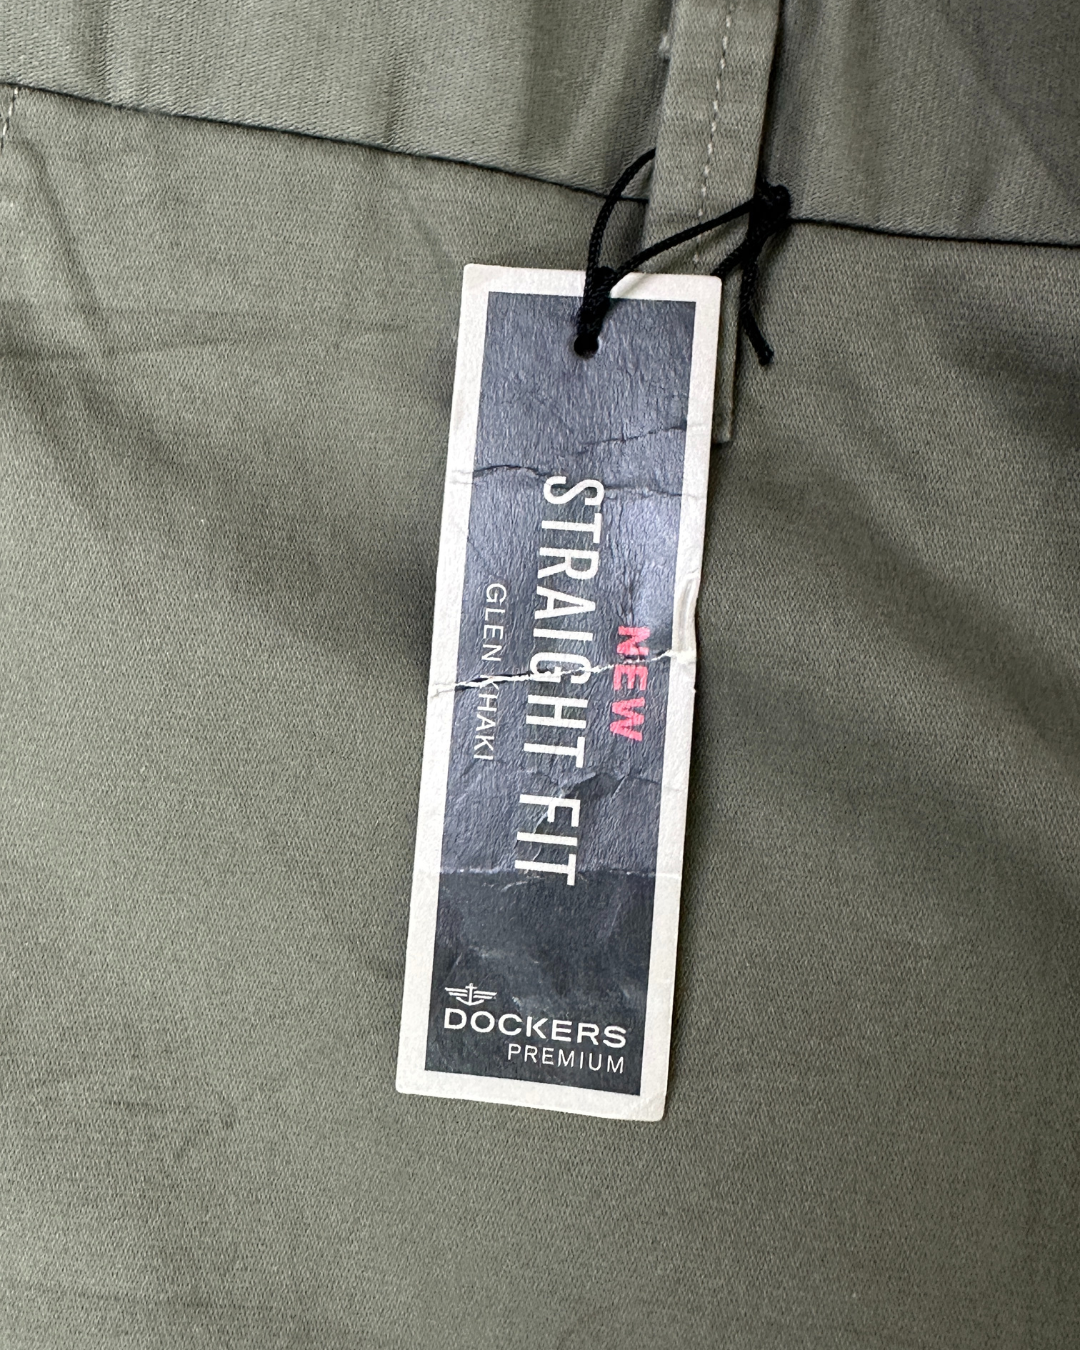 NEW
STRAIGHT FIT
GLEN KHAKI
DOCKERS
PREMIUM